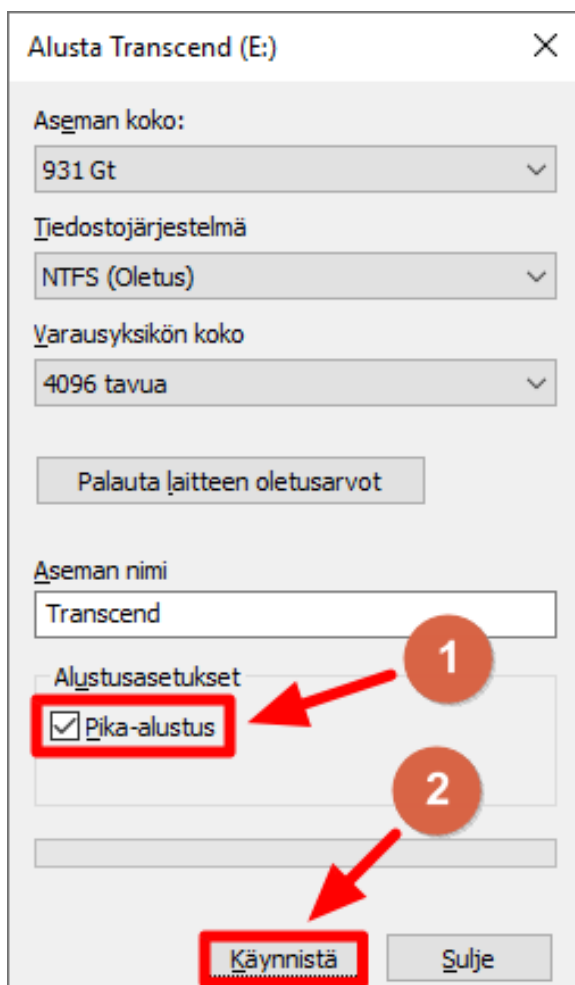 Alusta Transcend (E:)
Aseman koko:
931 Gt
Tiedostojärjestelmä
NTFS (Oletus)
Varausyksikön koko
4096 tavua
Palauta laitteen oletusarvot
Aseman nimi
Transcend
1
Alustusasetukset
Pika-alustus
2
Käynnistä
Sulje